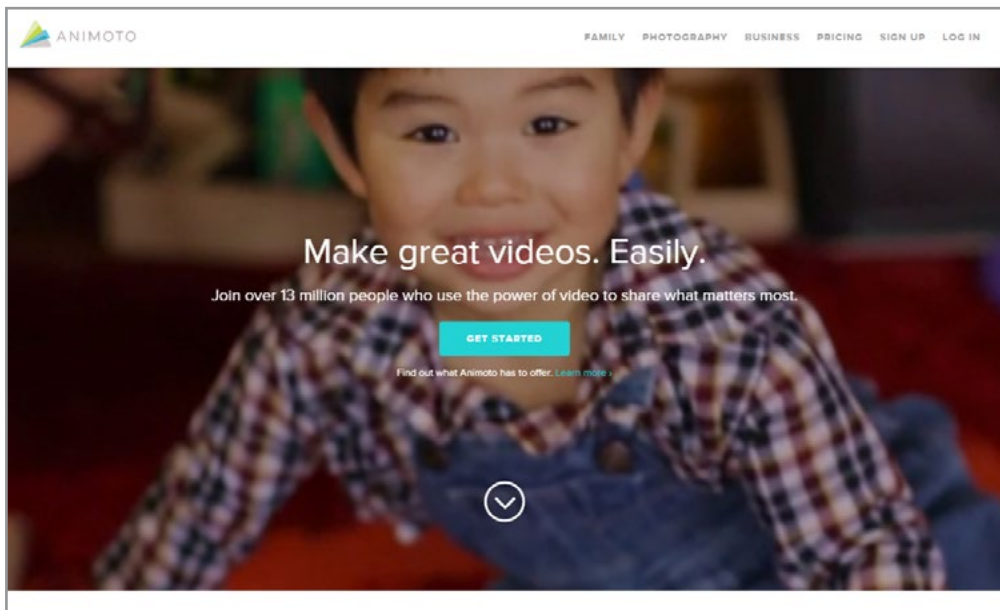 ANIMOTO
FAMILY PHOTOGRAPHY BUSINESS PRICING SIGN UP LOG IN
Make great videos. Easily.
Join over 13 million people who use the power of video to share what matters most.
GET STARTED
Find out what Animoto has to offer. Learn more ›